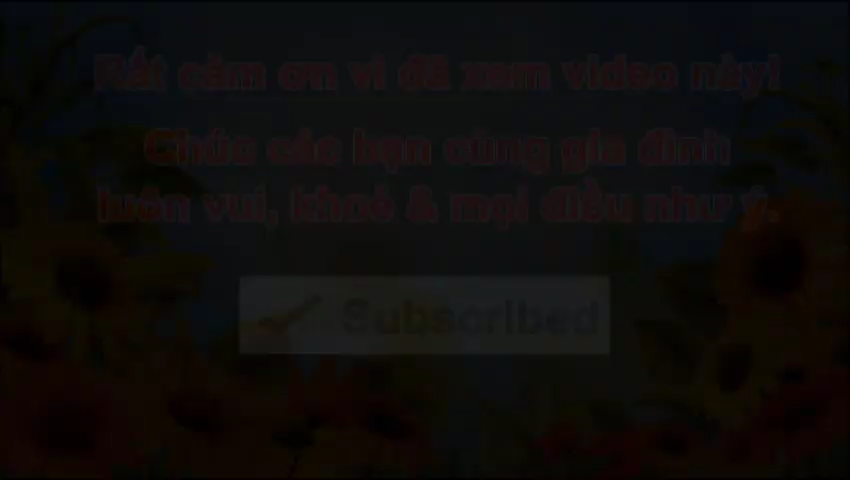 Rất cảm ơn vì đã xem video này!
Chúc các bạn cùng gia đình
luôn vui, khoẻ & mọi điều như ý.
Subscribed